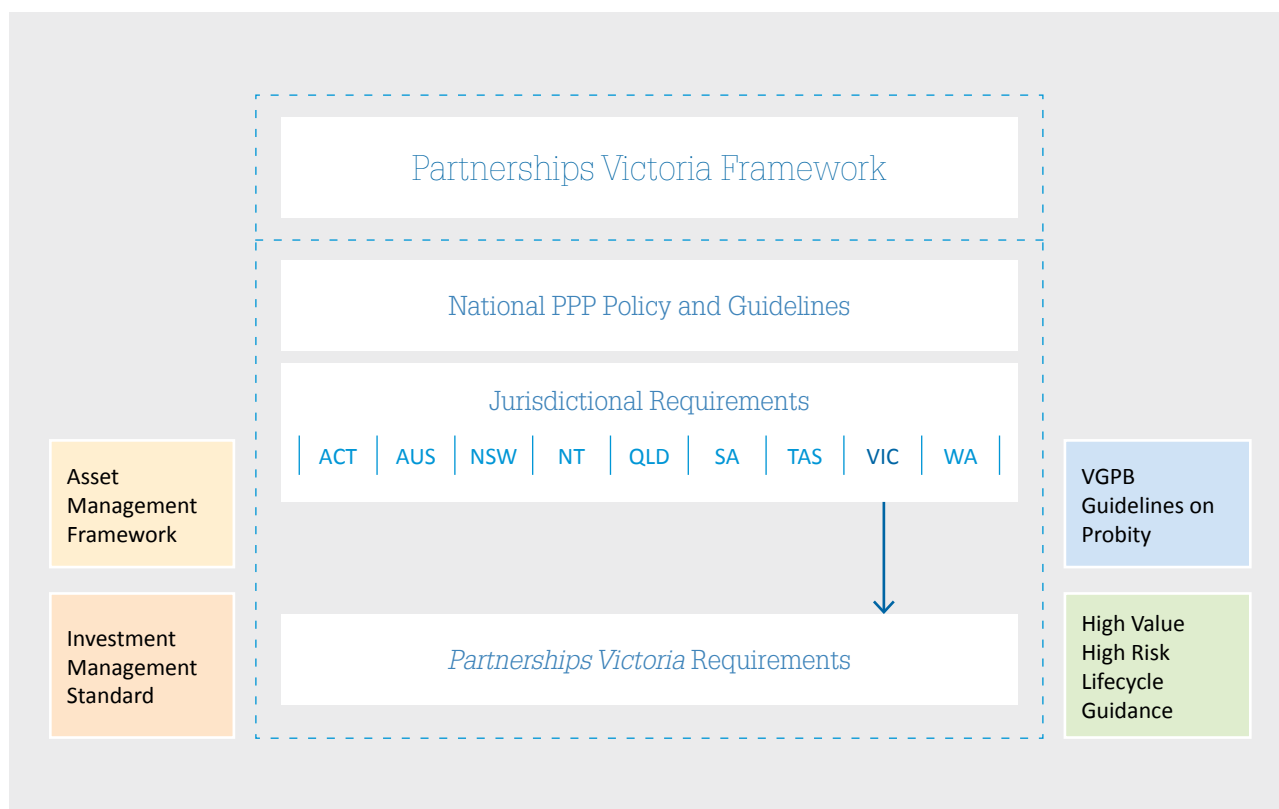 Partnerships Victoria Framework
National PPP Policy and Guidelines
Jurisdictional Requirements
ACT AUS NSW NT QLD SA TAS VIC WA
Asset
Management
Framework
VGPB
Guidelines on
Probity
Investment
Management
Standard
Partnerships Victoria Requirements
High Value
High Risk
Lifecycle
Guidance